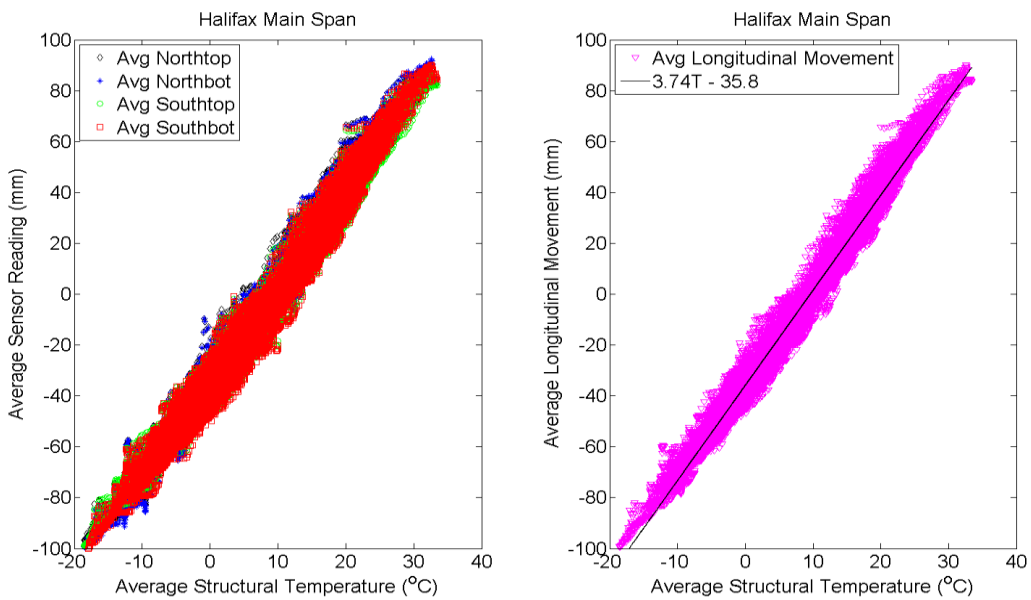 Halifax Main Span
100
80
60
40
20
0
-20
-40
-60
-80
-100
Average Sensor Reading (mm)
Avg Northtop
Avg Northbot
Avg Southtop
Avg Southbot
-20 -10 0 10 20 30 40
Average Structural Temperature (°C)
Halifax Main Span
100
80
60
40
20
0
-20
-40
-60
-80
-100
Average Longitudinal Movement (mm)
Avg Longitudinal Movement
3.74T - 35.8
-20 -10 0 10 20 30 40
Average Structural Temperature (°C)